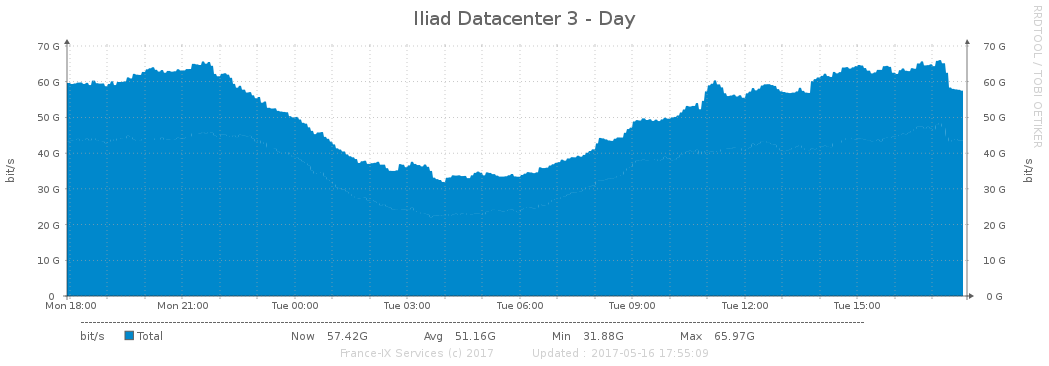 Iliad Datacenter 3 - Day
RRDTOOL / TOBI OETIKER
70 G 70 G
60 G 60 G
50 G 50 G
40 G 40 G
30 G 30 G
20 G 20 G
10 G 10 G
0 0 G
bit/s bit/s
Mon 18:00 Mon 21:00 Tue 00:00 Tue 03:00 Tue 06:00 Tue 09:00 Tue 12:00 Tue 15:00
bit/s Total Now 57.42G Avg 51.16G Min 31.88G Max 65.97G
France-IX Services (c) 2017 Updated : 2017-05-16 17:55:09